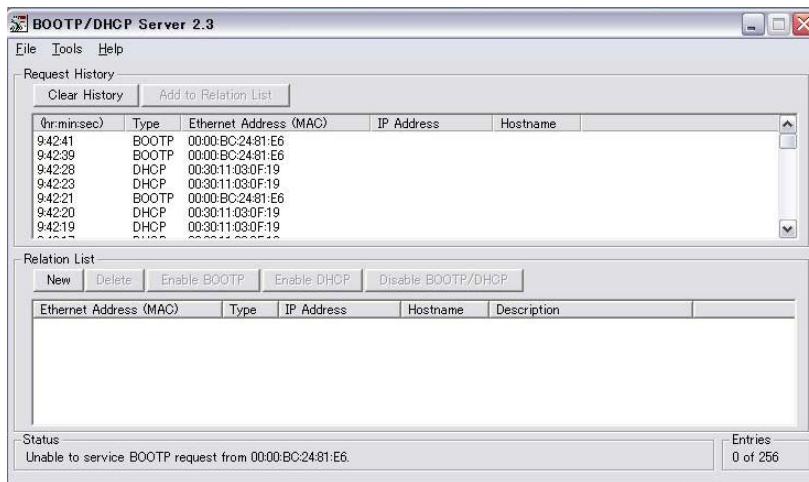 BOOTP/DHCP Server 2.3
File Tools Help
Request History
Clear History Add to Relation List
(hr:min:sec) Type Ethernet Address (MAC) IP Address Hostname
9:42:41 BOOTP 00:00:BC:24:81:E6
9:42:39 BOOTP 00:00:BC:24:81:E6
9:42:28 DHCP 00:30:11:03:0F:19
9:42:23 DHCP 00:30:11:03:0F:19
9:42:21 BOOTP 00:00:BC:24:81:E6
9:42:20 DHCP 00:30:11:03:0F:19
9:42:19 DHCP 00:30:11:03:0F:19
Relation List
New Delete Enable BOOTP Enable DHCP Disable BOOTP/DHCP
Ethernet Address (MAC) Type IP Address Hostname Description
Status
Unable to service BOOTP request from 00:00:BC:24:81:E6.
Entries
0 of 256